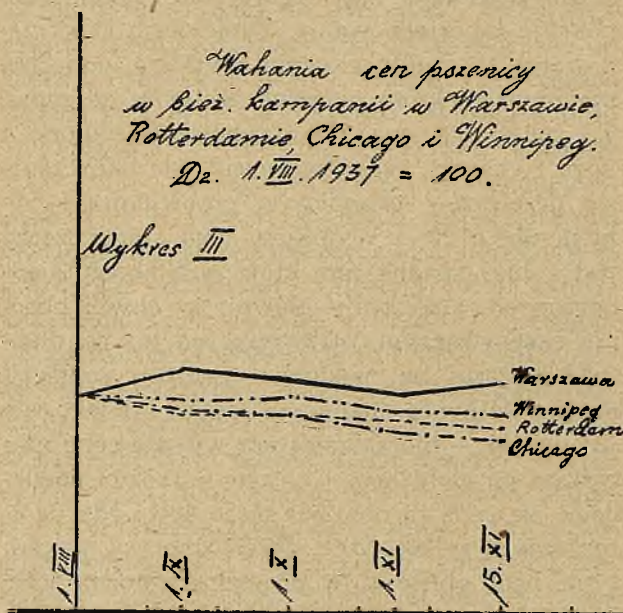 Wahania cen pszenicy
w bież. kampanii w Warszawie,
Rotterdamie, Chicago i Winnipeg.
Dz. 1.VIII.1937 = 100.
Wykres III
Warszawa
Winnipeg
Rotterdam
Chicago
1.VIII
1.IX
1.X
1.XI
15.XI